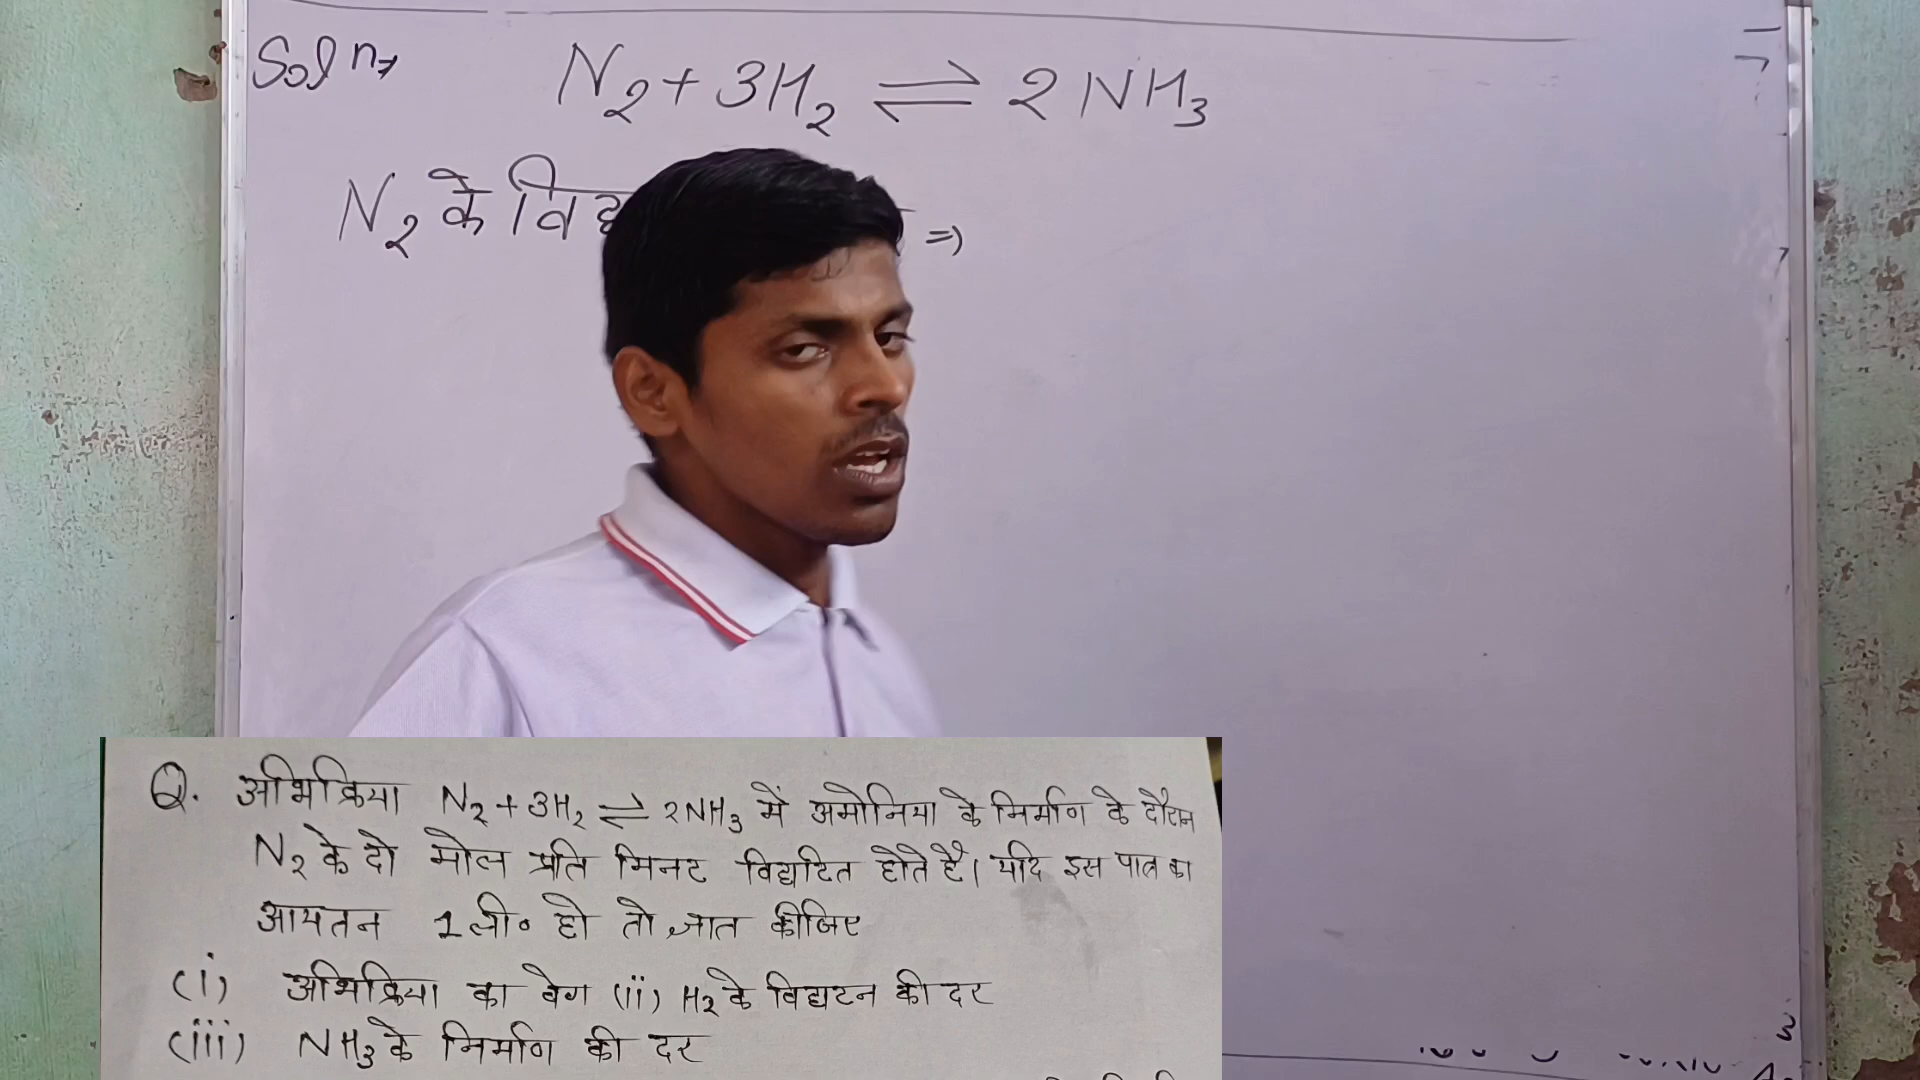 Solⁿ→ N₂ + 3H₂ ⇌ 2NH₃
N₂ के ⇒
Q. अभिक्रिया N₂ + 3H₂ ⇌ 2NH₃ में अमोनिया के निर्माण के दौरान
N₂ के दो मोल प्रति मिनट विघटित होते है। यदि इस पात्र का
आयतन 1 ली० हो तो ज्ञात कीजिए
(i) अभिक्रिया का वेग (ii) H₂ के विघटन की दर
(iii) NH₃ के निर्माण की दर